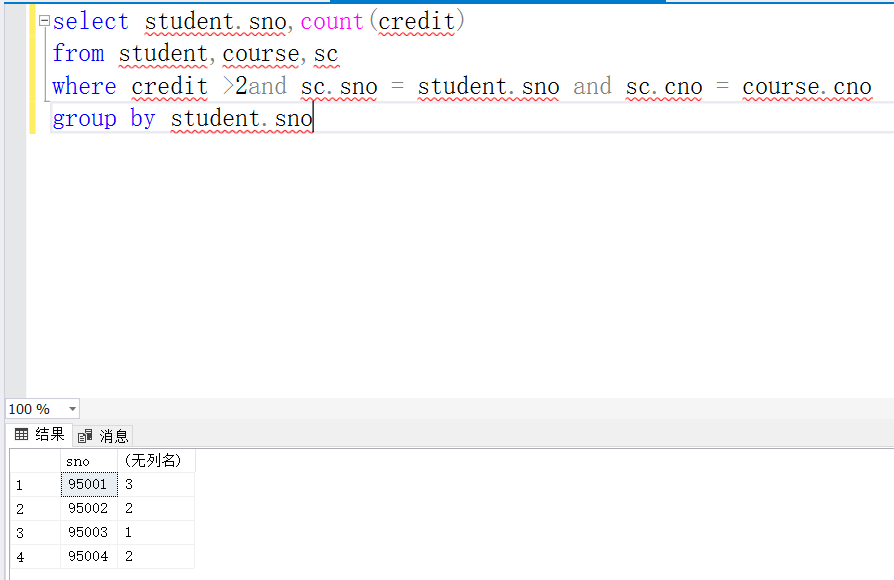 select student.sno,count(credit)
from student,course,sc
where credit >2and sc.sno = student.sno and sc.cno = course.cno
group by student.sno
100 %
结果 消息
sno (无列名)
1 95001 3
2 95002 2
3 95003 1
4 95004 2